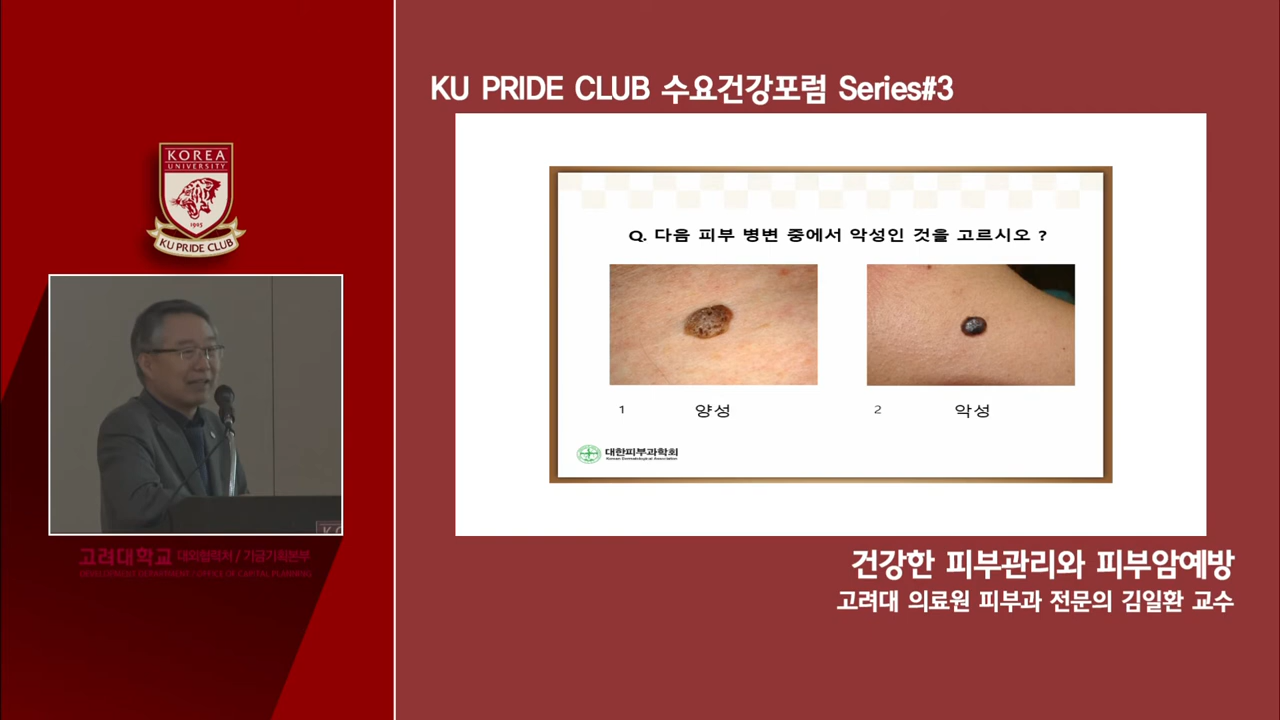 KU PRIDE CLUB 수요건강포럼 Series#3
KOREA
UNIVERSITY
1905
KU PRIDE CLUB
Q. 다음 피부 병변 중에서 악성인 것을 고르시오 ?
1 양성
2 악성
대한피부과학회
Korean Dermatological Association
고려대학교 대외협력처 / 기금기획본부
DEVELOPMENT DEPARTMENT / OFFICE OF CAPITAL PLANNING
건강한 피부관리와 피부암예방
고려대 의료원 피부과 전문의 김일환 교수